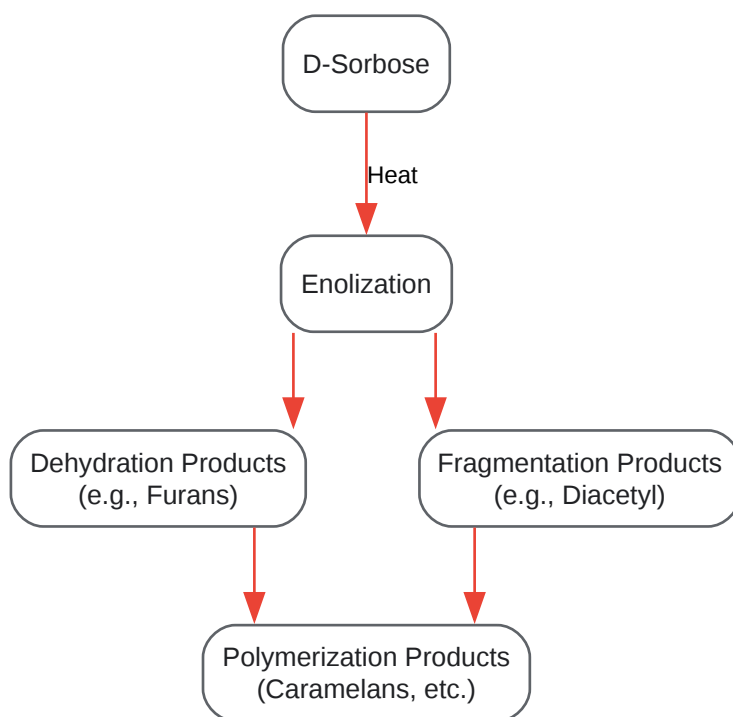 D-Sorbose
Heat
Enolization
Dehydration Products
(e.g., Furans)
Fragmentation Products
(e.g., Diacetyl)
Polymerization Products
(Caramelans, etc.)